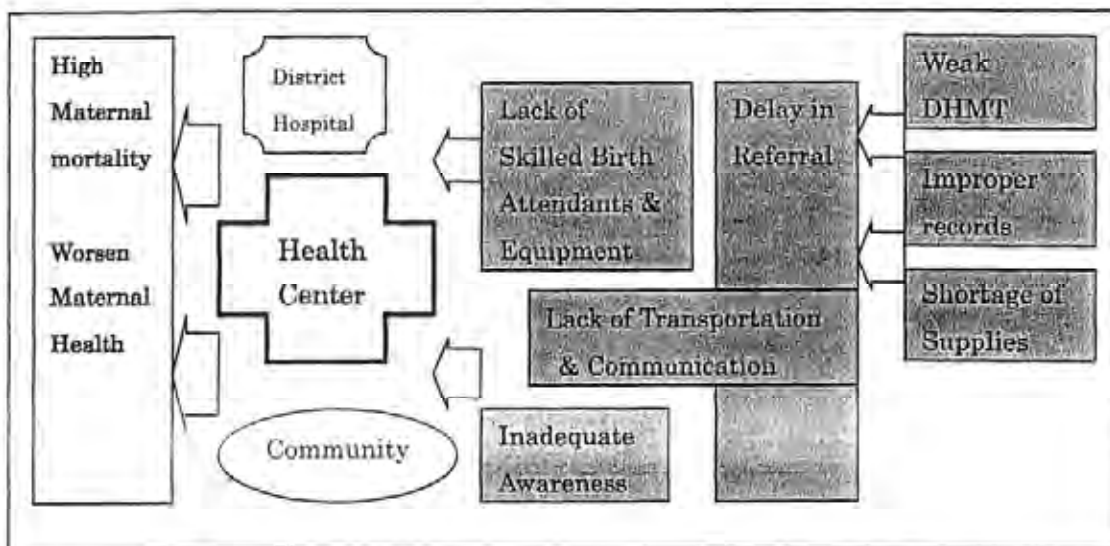 High
Maternal
mortality
Worsen
Maternal
Health
District
Hospital
Health
Center
Community
Lack of
Skilled Birth
Attendants &
Equipment
Inadequate
Awareness
Delay in
Referral
Lack of Transportation
& Communication
Weak
DHMT
Improper
records
Shortage of
Supplies